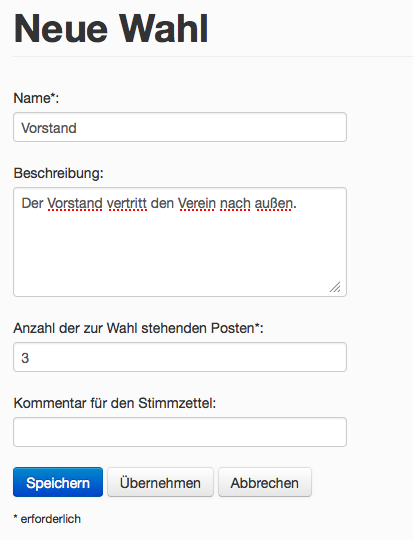 Neue Wahl
Name*:
Vorstand
Beschreibung:
Der Vorstand vertritt den Verein nach außen.
Anzahl der zur Wahl stehenden Posten*:
3
Kommentar für den Stimmzettel:
Speichern Übernehmen Abbrechen
* erforderlich